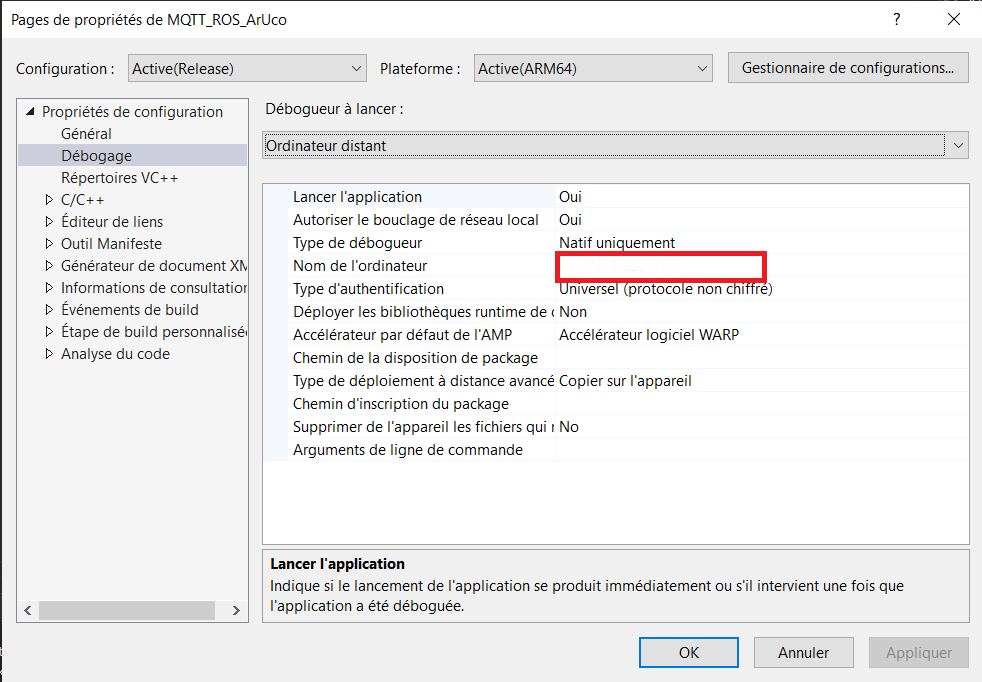 Pages de propriétés de MQTT_ROS_ArUco
?
Configuration : Active(Release) Plateforme : Active(ARM64) Gestionnaire de configurations...
Propriétés de configuration
Général
Débogage
Répertoires VC++
C/C++
Éditeur de liens
Outil Manifeste
Générateur de document XM
Informations de consultation
Événements de build
Étape de build personnalisée
Analyse du code
Débogueur à lancer :
Ordinateur distant
Lancer l'application Oui
Autoriser le bouclage de réseau local Oui
Type de débogueur Natif uniquement
Nom de l'ordinateur
Type d'authentification Universel (protocole non chiffré)
Déployer les bibliothèques runtime de Non
Accélérateur par défaut de l'AMP Accélérateur logiciel WARP
Chemin de la disposition de package
Type de déploiement à distance avancé Copier sur l'appareil
Chemin d'inscription du package
Supprimer de l'appareil les fichiers qui No
Arguments de ligne de commande
Lancer l'application
Indique si le lancement de l'application se produit immédiatement ou s'il intervient une fois que
l'application a été déboguée.
OK Annuler Appliquer